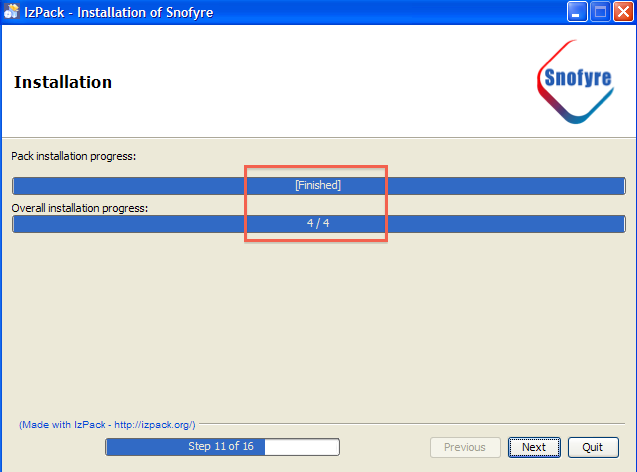 IzPack - Installation of Snofyre
Installation
Snofyre
Pack installation progress:
[Finished]
Overall installation progress:
4 / 4
(Made with IzPack - http://izpack.org/)
Step 11 of 16
Previous
Next
Quit